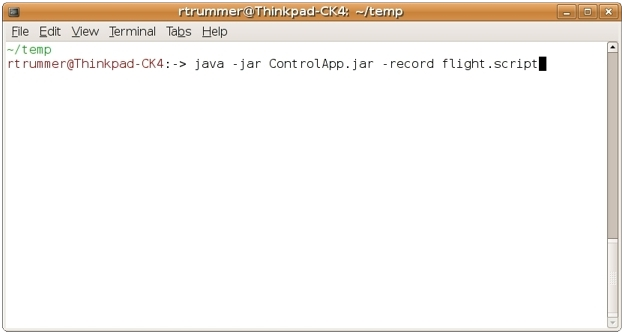 rtrummer@Thinkpad-CK4: ~/temp
File Edit View Terminal Tabs Help
~/temp
rtrummer@Thinkpad-CK4:-> java -jar ControlApp.jar -record flight.script